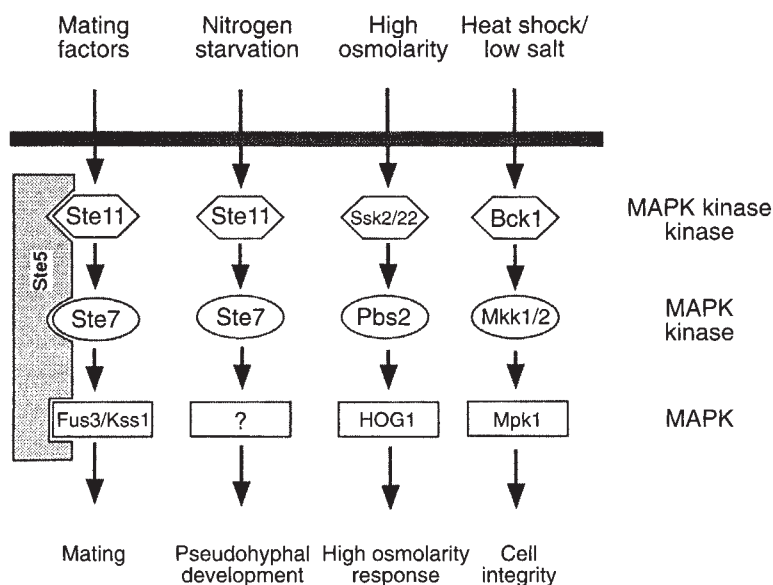 Mating
factors
Nitrogen
starvation
High
osmolarity
Heat shock/
low salt
Ste5
Ste11
Ste11
Ssk2/22
Bck1
MAPK kinase
kinase
Ste7
Ste7
Pbs2
Mkk1/2
MAPK
kinase
Fus3/Kss1
?
HOG1
Mpk1
MAPK
Mating
Pseudohyphal
development
High osmolarity
response
Cell
integrity